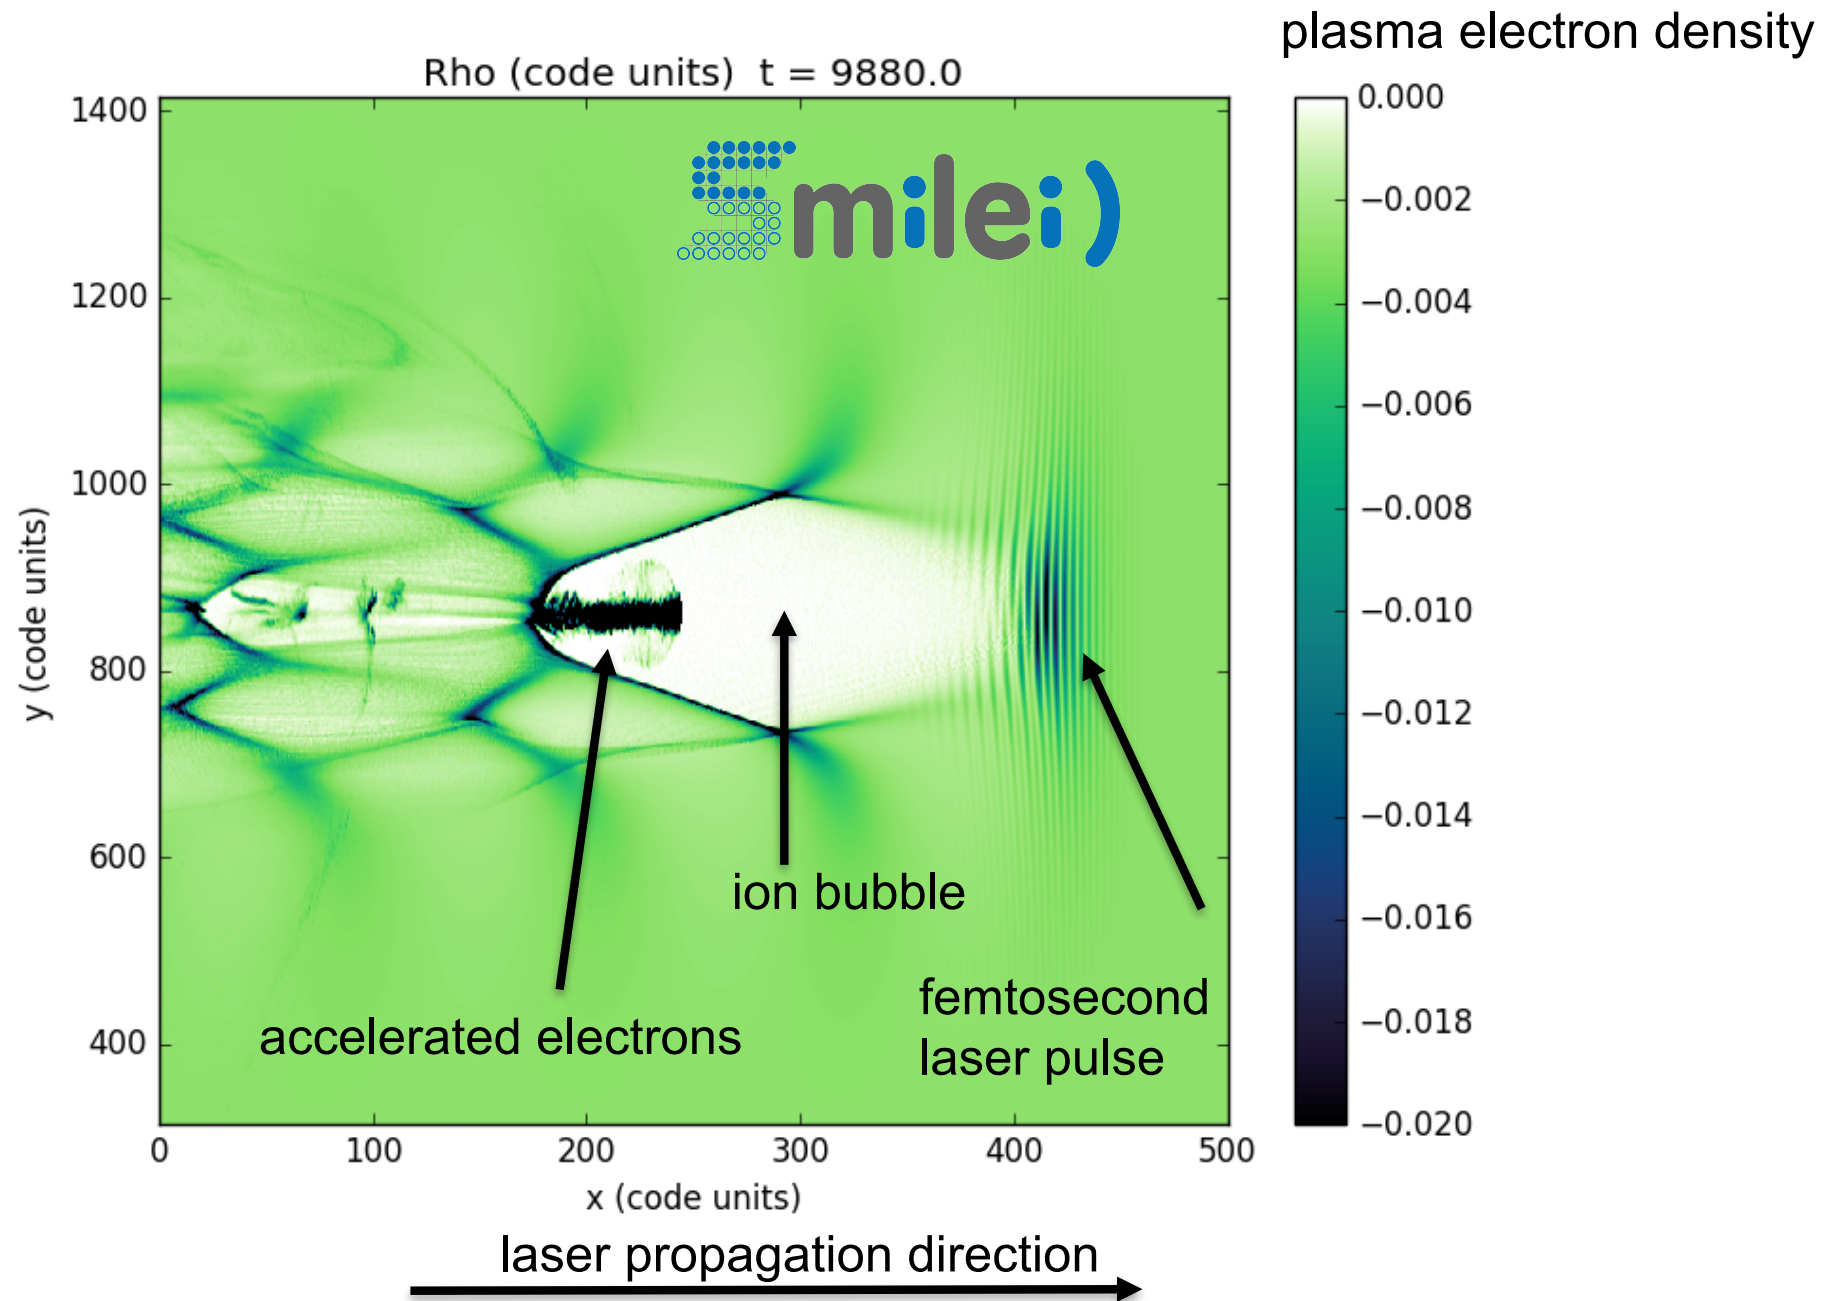 plasma electron density
Rho (code units)  t = 9880.0
Smilei)
1400
1200
1000
800
600
400
y (code units)
0.000
−0.002
−0.004
−0.006
−0.008
−0.010
−0.012
−0.014
−0.016
−0.018
−0.020
ion bubble
accelerated electrons
femtosecond
laser pulse
0 100 200 300 400 500
x (code units)
laser propagation direction